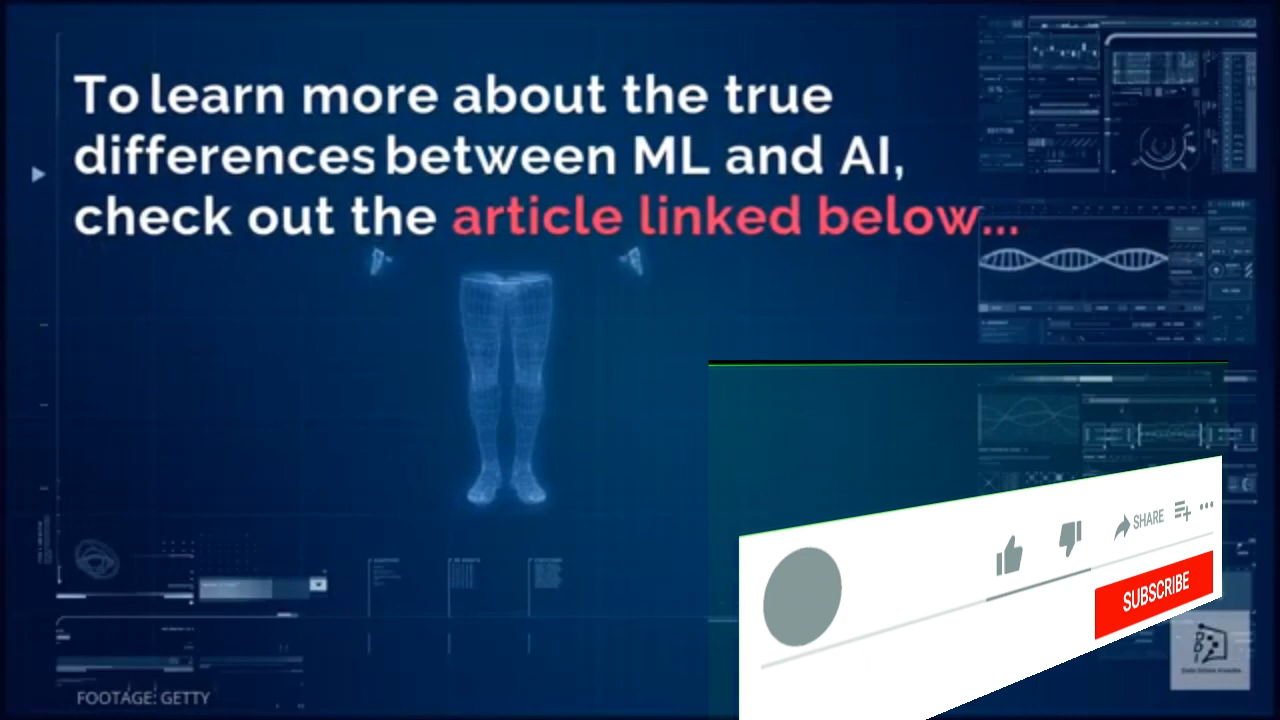 To learn more about the true
differences between ML and AI,
check out the article linked below...
SHARE
SUBSCRIBE
FOOTAGE: GETTY